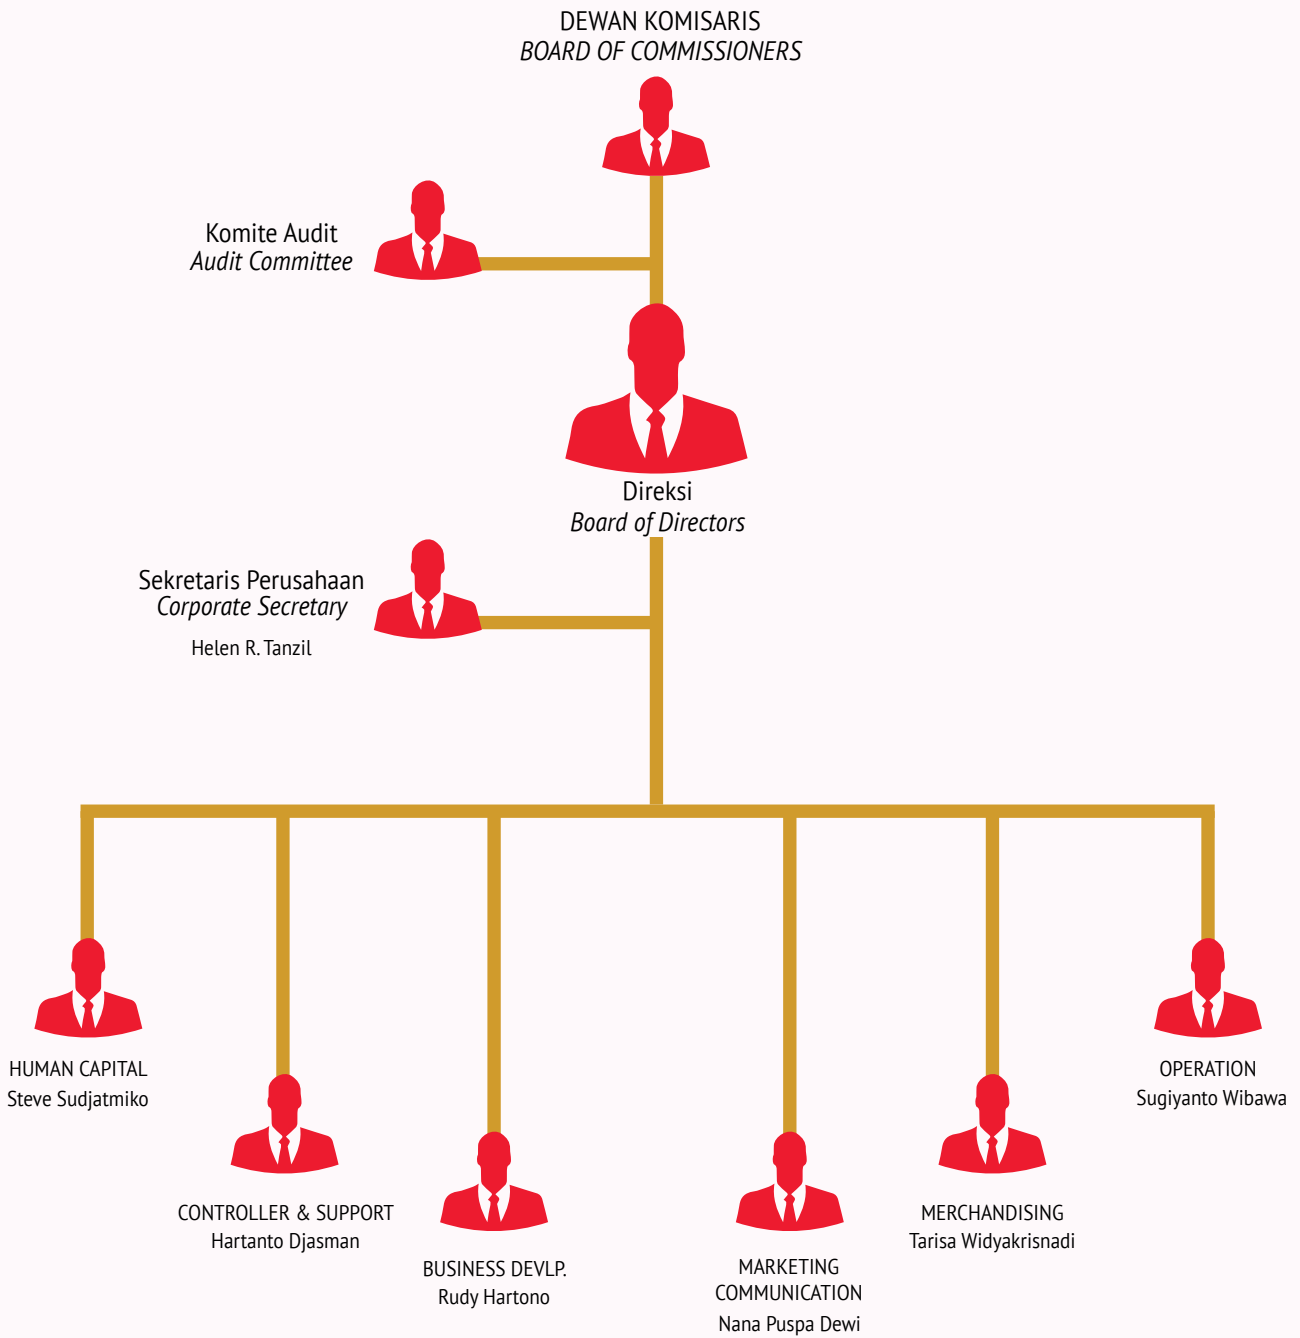 DEWAN KOMISARIS
BOARD OF COMMISSIONERS
Komite Audit
Audit Committee
Direksi
Board of Directors
Sekretaris Perusahaan
Corporate Secretary
Helen R. Tanzil
HUMAN CAPITAL
Steve Sudjatmiko
CONTROLLER & SUPPORT
Hartanto Djasman
BUSINESS DEVLP.
Rudy Hartono
MARKETING
COMMUNICATION
Nana Puspa Dewi
MERCHANDISING
Tarisa Widyakrisnadi
OPERATION
Sugiyanto Wibawa